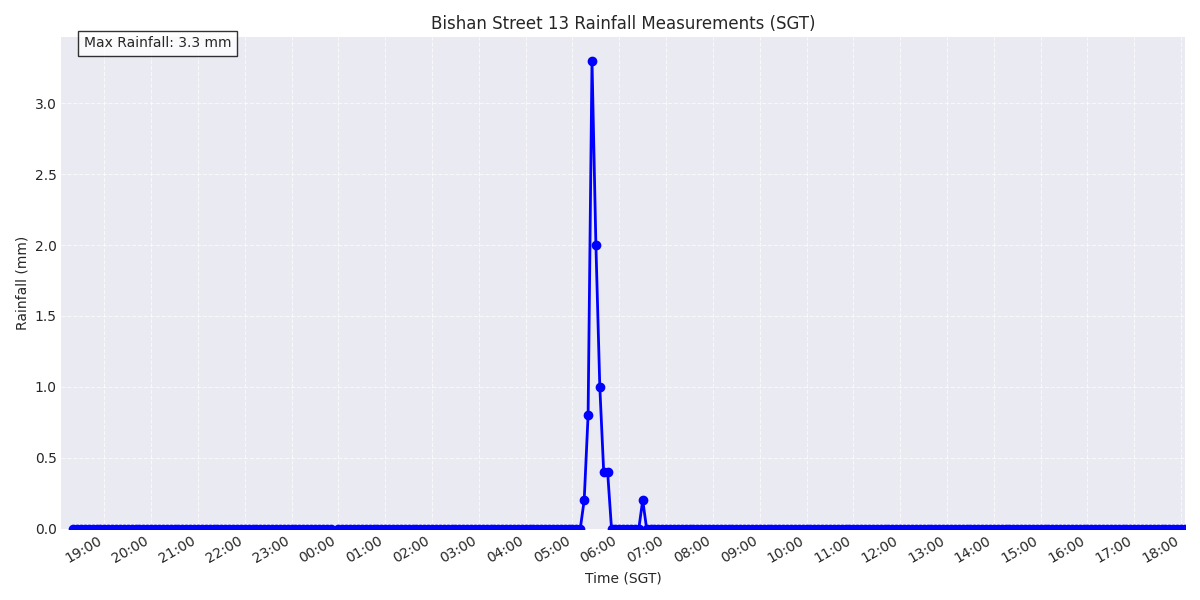 Bishan Street 13 Rainfall Measurements (SGT)
Max Rainfall: 3.3 mm
Rainfall (mm)
3.0
2.5
2.0
1.5
1.0
0.5
0.0
19:00 20:00 21:00 22:00 23:00 00:00 01:00 02:00 03:00 04:00 05:00 06:00 07:00 08:00 09:00 10:00 11:00 12:00 13:00 14:00 15:00 16:00 17:00 18:00
Time (SGT)